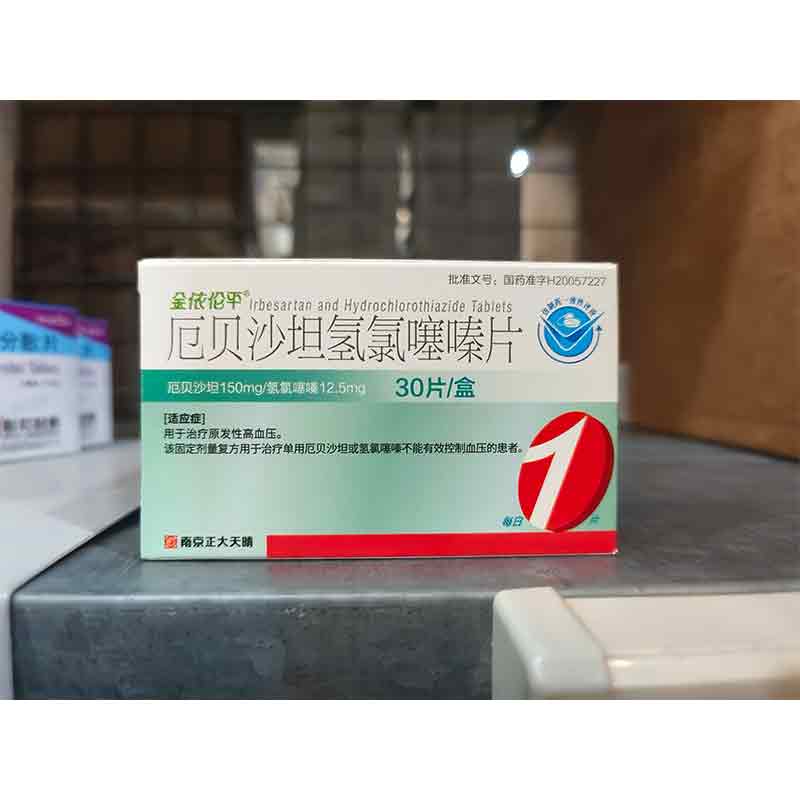 批准文号：国药准字H20057227
金依伦平®
Irbesartan and Hydrochlorothiazide Tablets
厄贝沙坦氢氯噻嗪片
厄贝沙坦150mg/氢氯噻嗪12.5mg 30片/盒
[适应症]
用于治疗原发性高血压。
该固定剂量复方用于治疗单用厄贝沙坦或氢氯噻嗪不能有效控制血压的患者。
每日1片
南京正大天晴
分散片